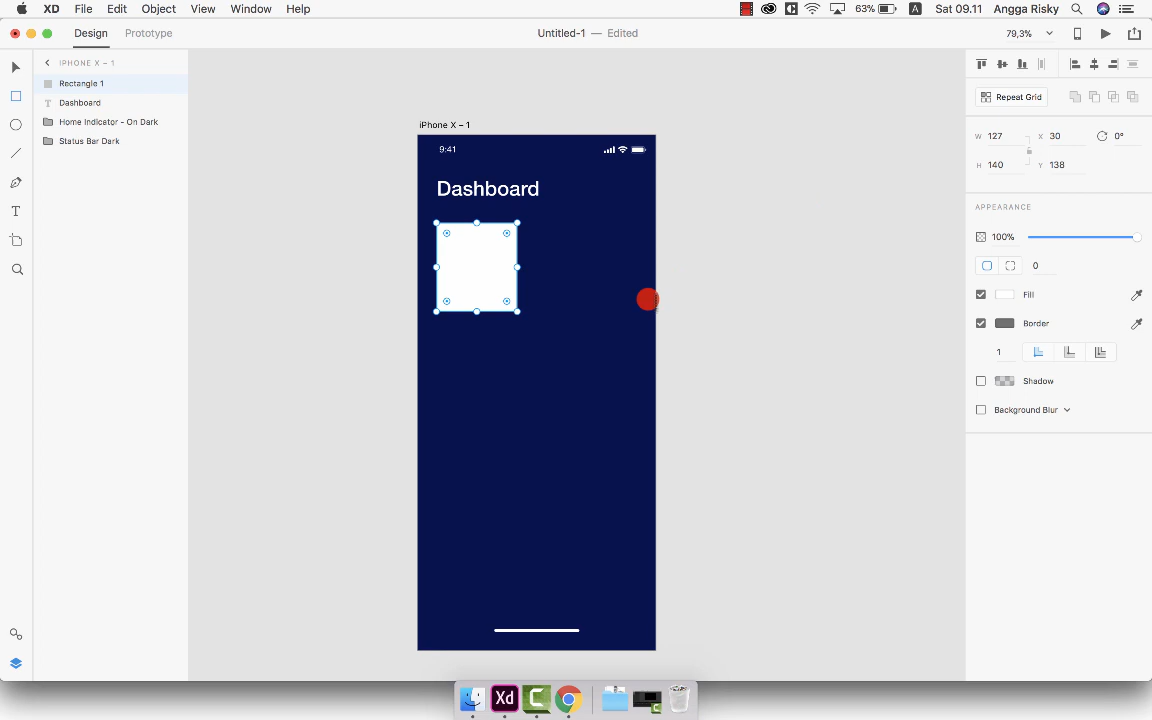 XD File Edit Object View Window Help 63% A Sat 09.11 Angga Risky
Design Prototype Untitled-1 — Edited 79,3%
IPHONE X – 1
Rectangle 1
Dashboard
Home Indicator - On Dark
Status Bar Dark
iPhone X – 1
9:41
Dashboard
Repeat Grid
W 127 X 30 0°
H 140 Y 138
APPEARANCE
100%
0
Fill
Border
1
Shadow
Background Blur
Xd